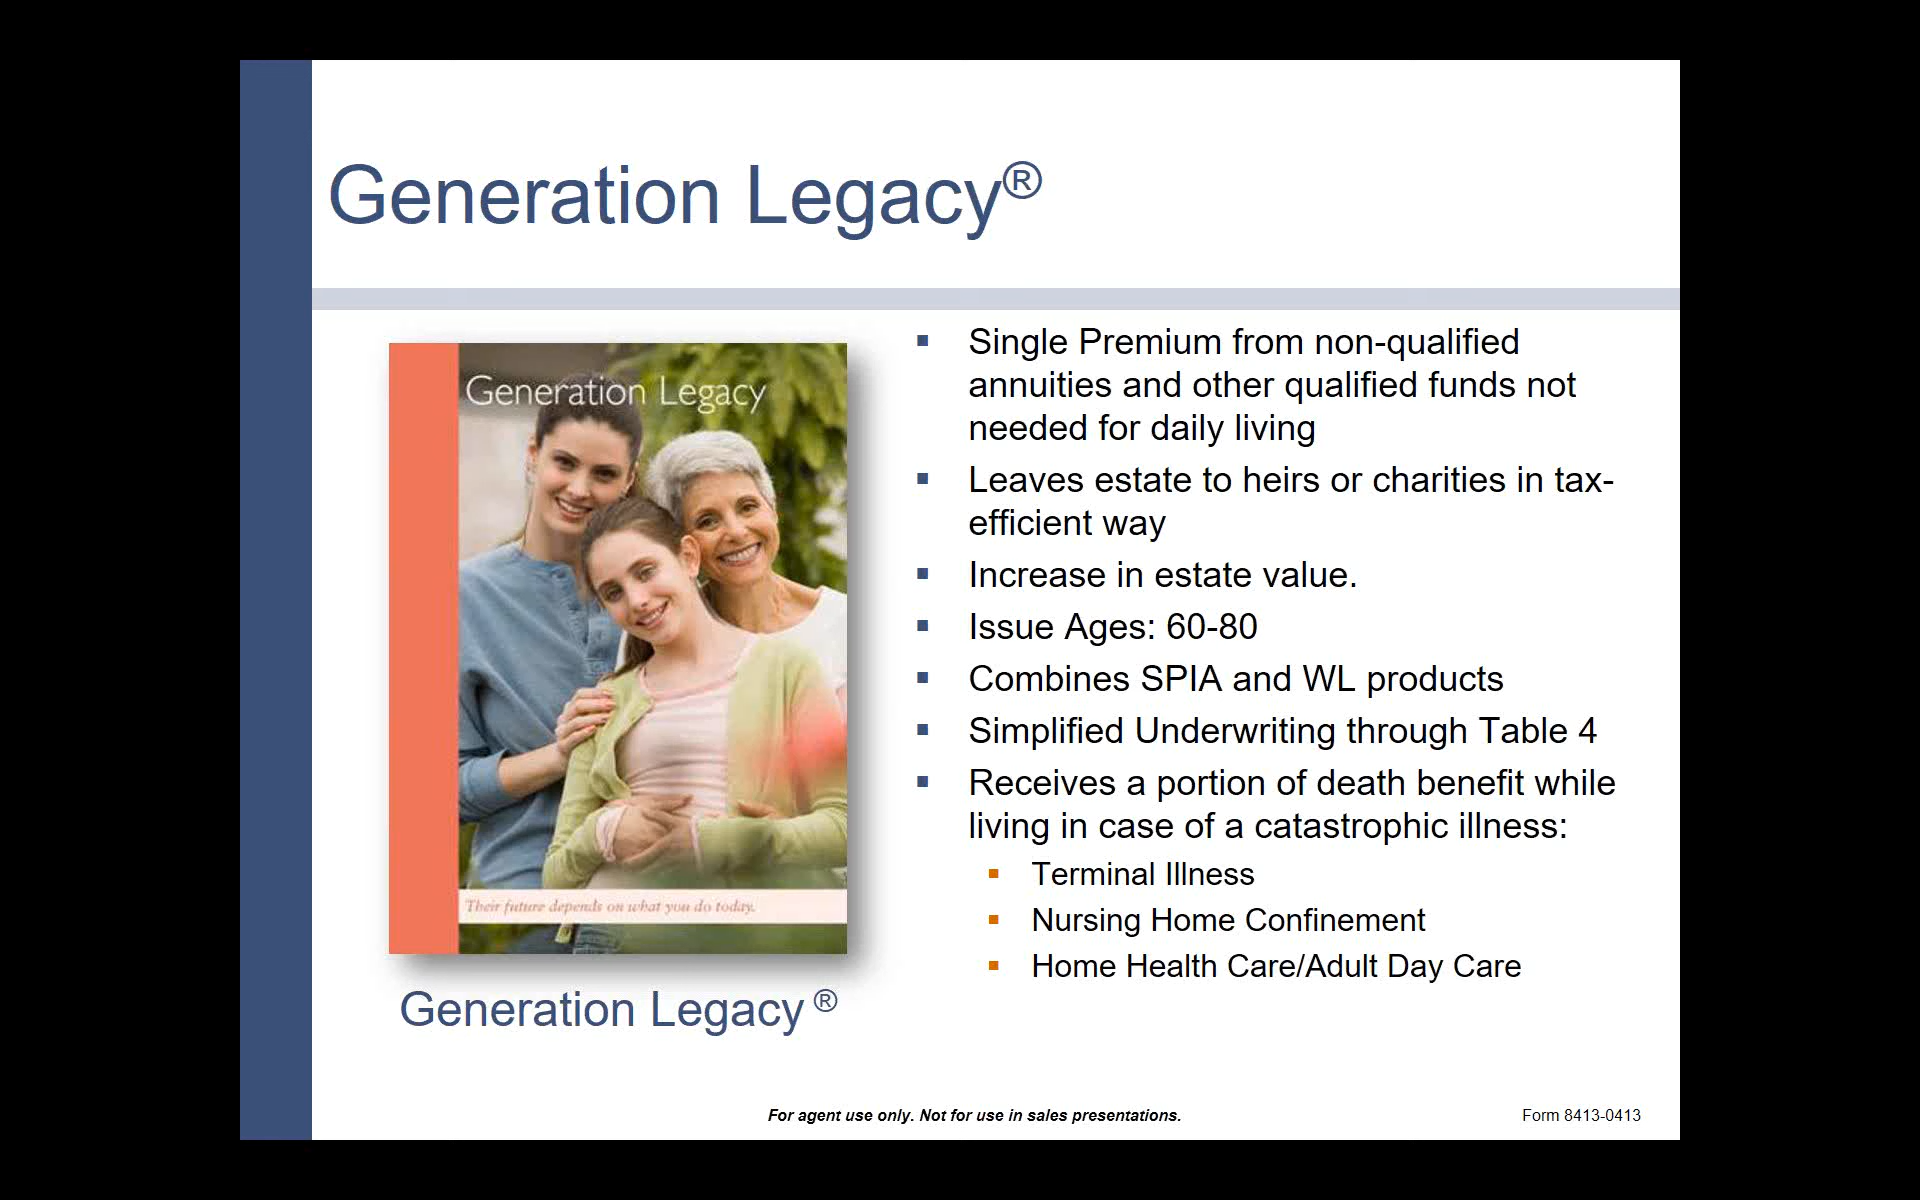 Generation Legacy®
Generation Legacy
Their future depends on what you do today.
Generation Legacy ®
▪ Single Premium from non-qualified
annuities and other qualified funds not
needed for daily living
▪ Leaves estate to heirs or charities in tax-
efficient way
▪ Increase in estate value.
▪ Issue Ages: 60-80
▪ Combines SPIA and WL products
▪ Simplified Underwriting through Table 4
▪ Receives a portion of death benefit while
living in case of a catastrophic illness:
▪ Terminal Illness
▪ Nursing Home Confinement
▪ Home Health Care/Adult Day Care
For agent use only. Not for use in sales presentations.
Form 8413-0413